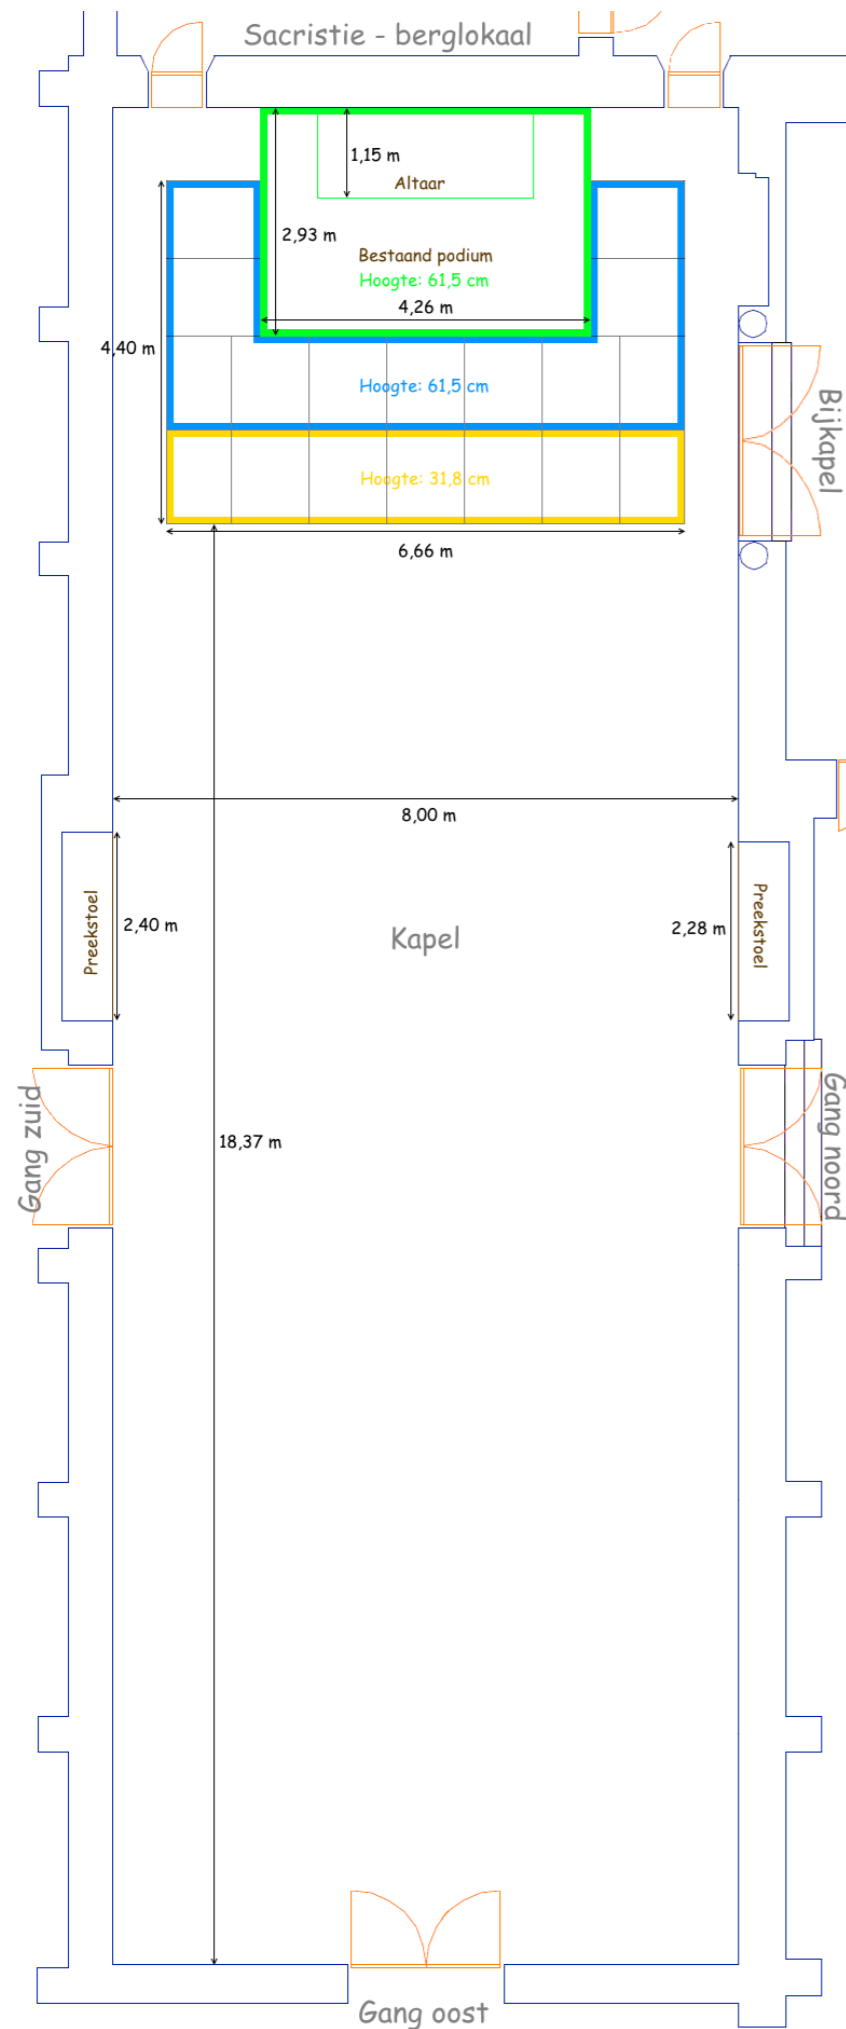 Sacristie - berglokaal
1,15 m
Altaar
2,93 m
Bestaand podium
Hoogte: 61,5 cm
4,26 m
4,40 m
Hoogte: 61,5 cm
Bijkapel
Hoogte: 31,8 cm
6,66 m
8,00 m
Preekstoel
2,40 m
Kapel
2,28 m
Preekstoel
Gang zuid
18,37 m
Gang noord
Gang oost